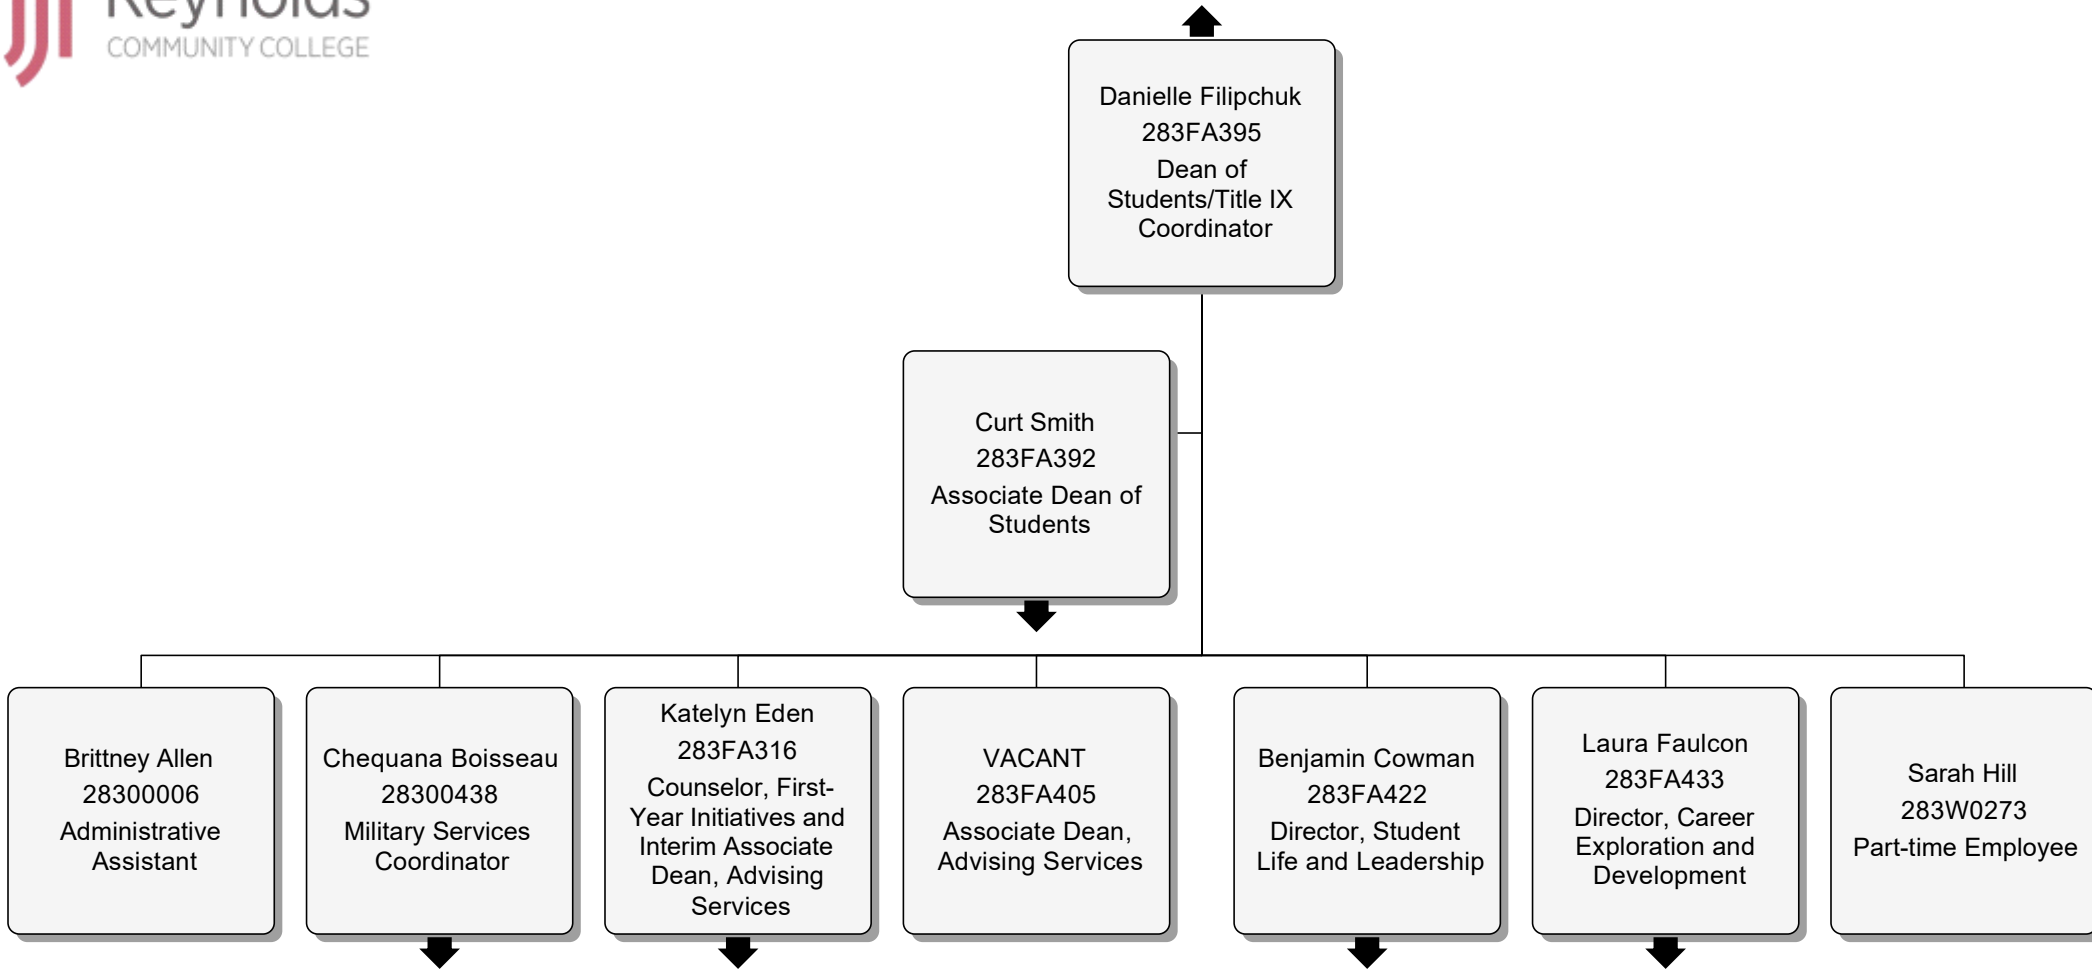 Reynolds
COMMUNITY COLLEGE
Danielle Filipchuk
283FA395
Dean of
Students/Title IX
Coordinator
Curt Smith
283FA392
Associate Dean of
Students
Brittney Allen
28300006
Administrative
Assistant
Chequana Boisseau
28300438
Military Services
Coordinator
Katelyn Eden
283FA316
Counselor, First-
Year Initiatives and
Interim Associate
Dean, Advising
Services
VACANT
283FA405
Associate Dean,
Advising Services
Benjamin Cowman
283FA422
Director, Student
Life and Leadership
Laura Faulcon
283FA433
Director, Career
Exploration and
Development
Sarah Hill
283W0273
Part-time Employee